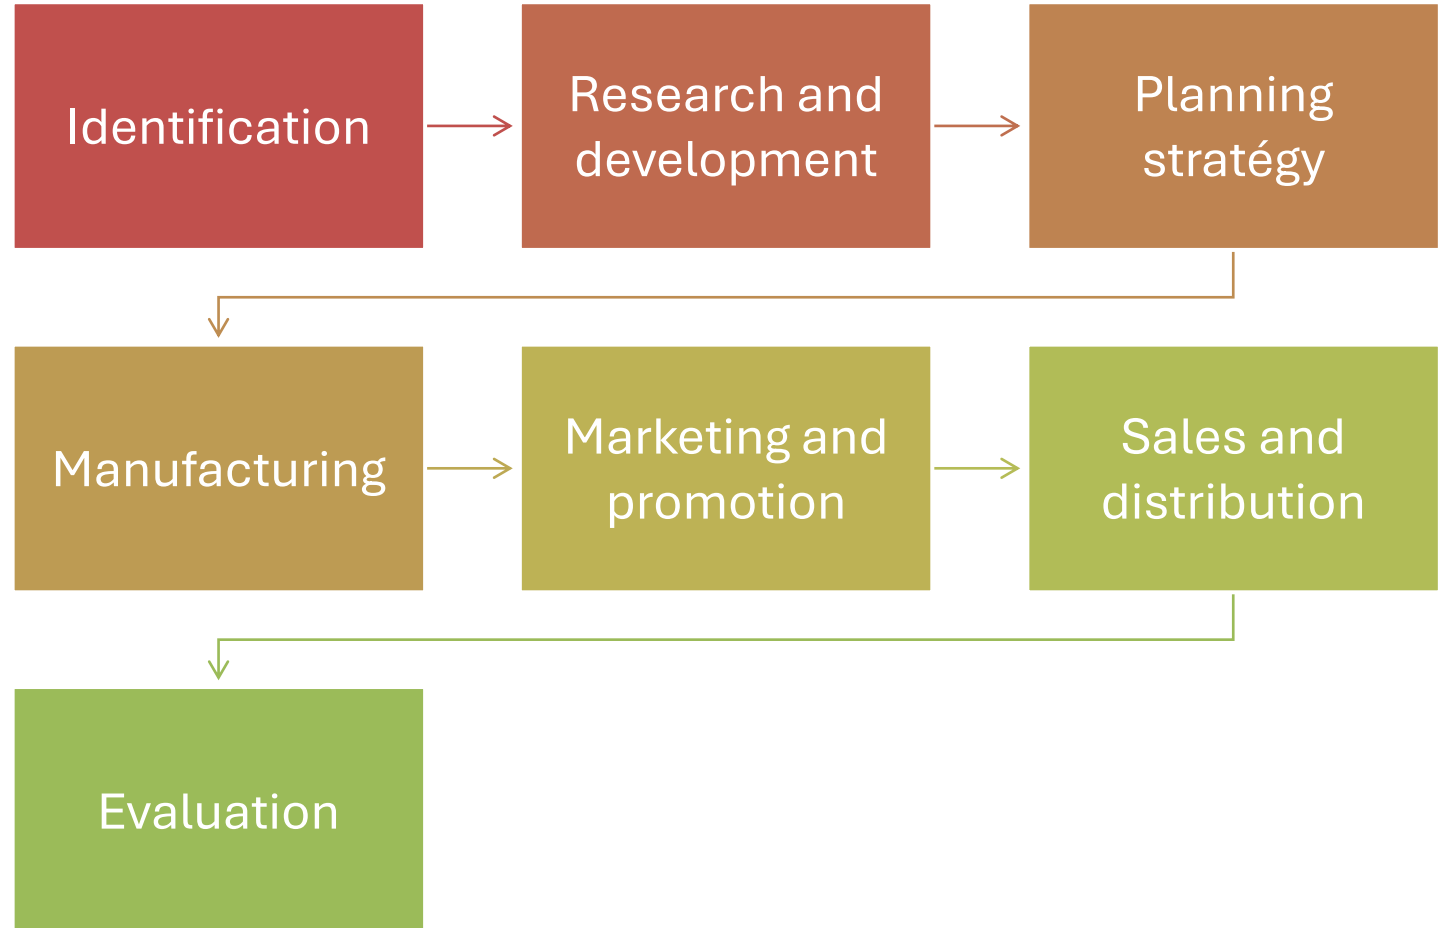 Identification
Research and
development
Planning
stratégy
Manufacturing
Marketing and
promotion
Sales and
distribution
Evaluation